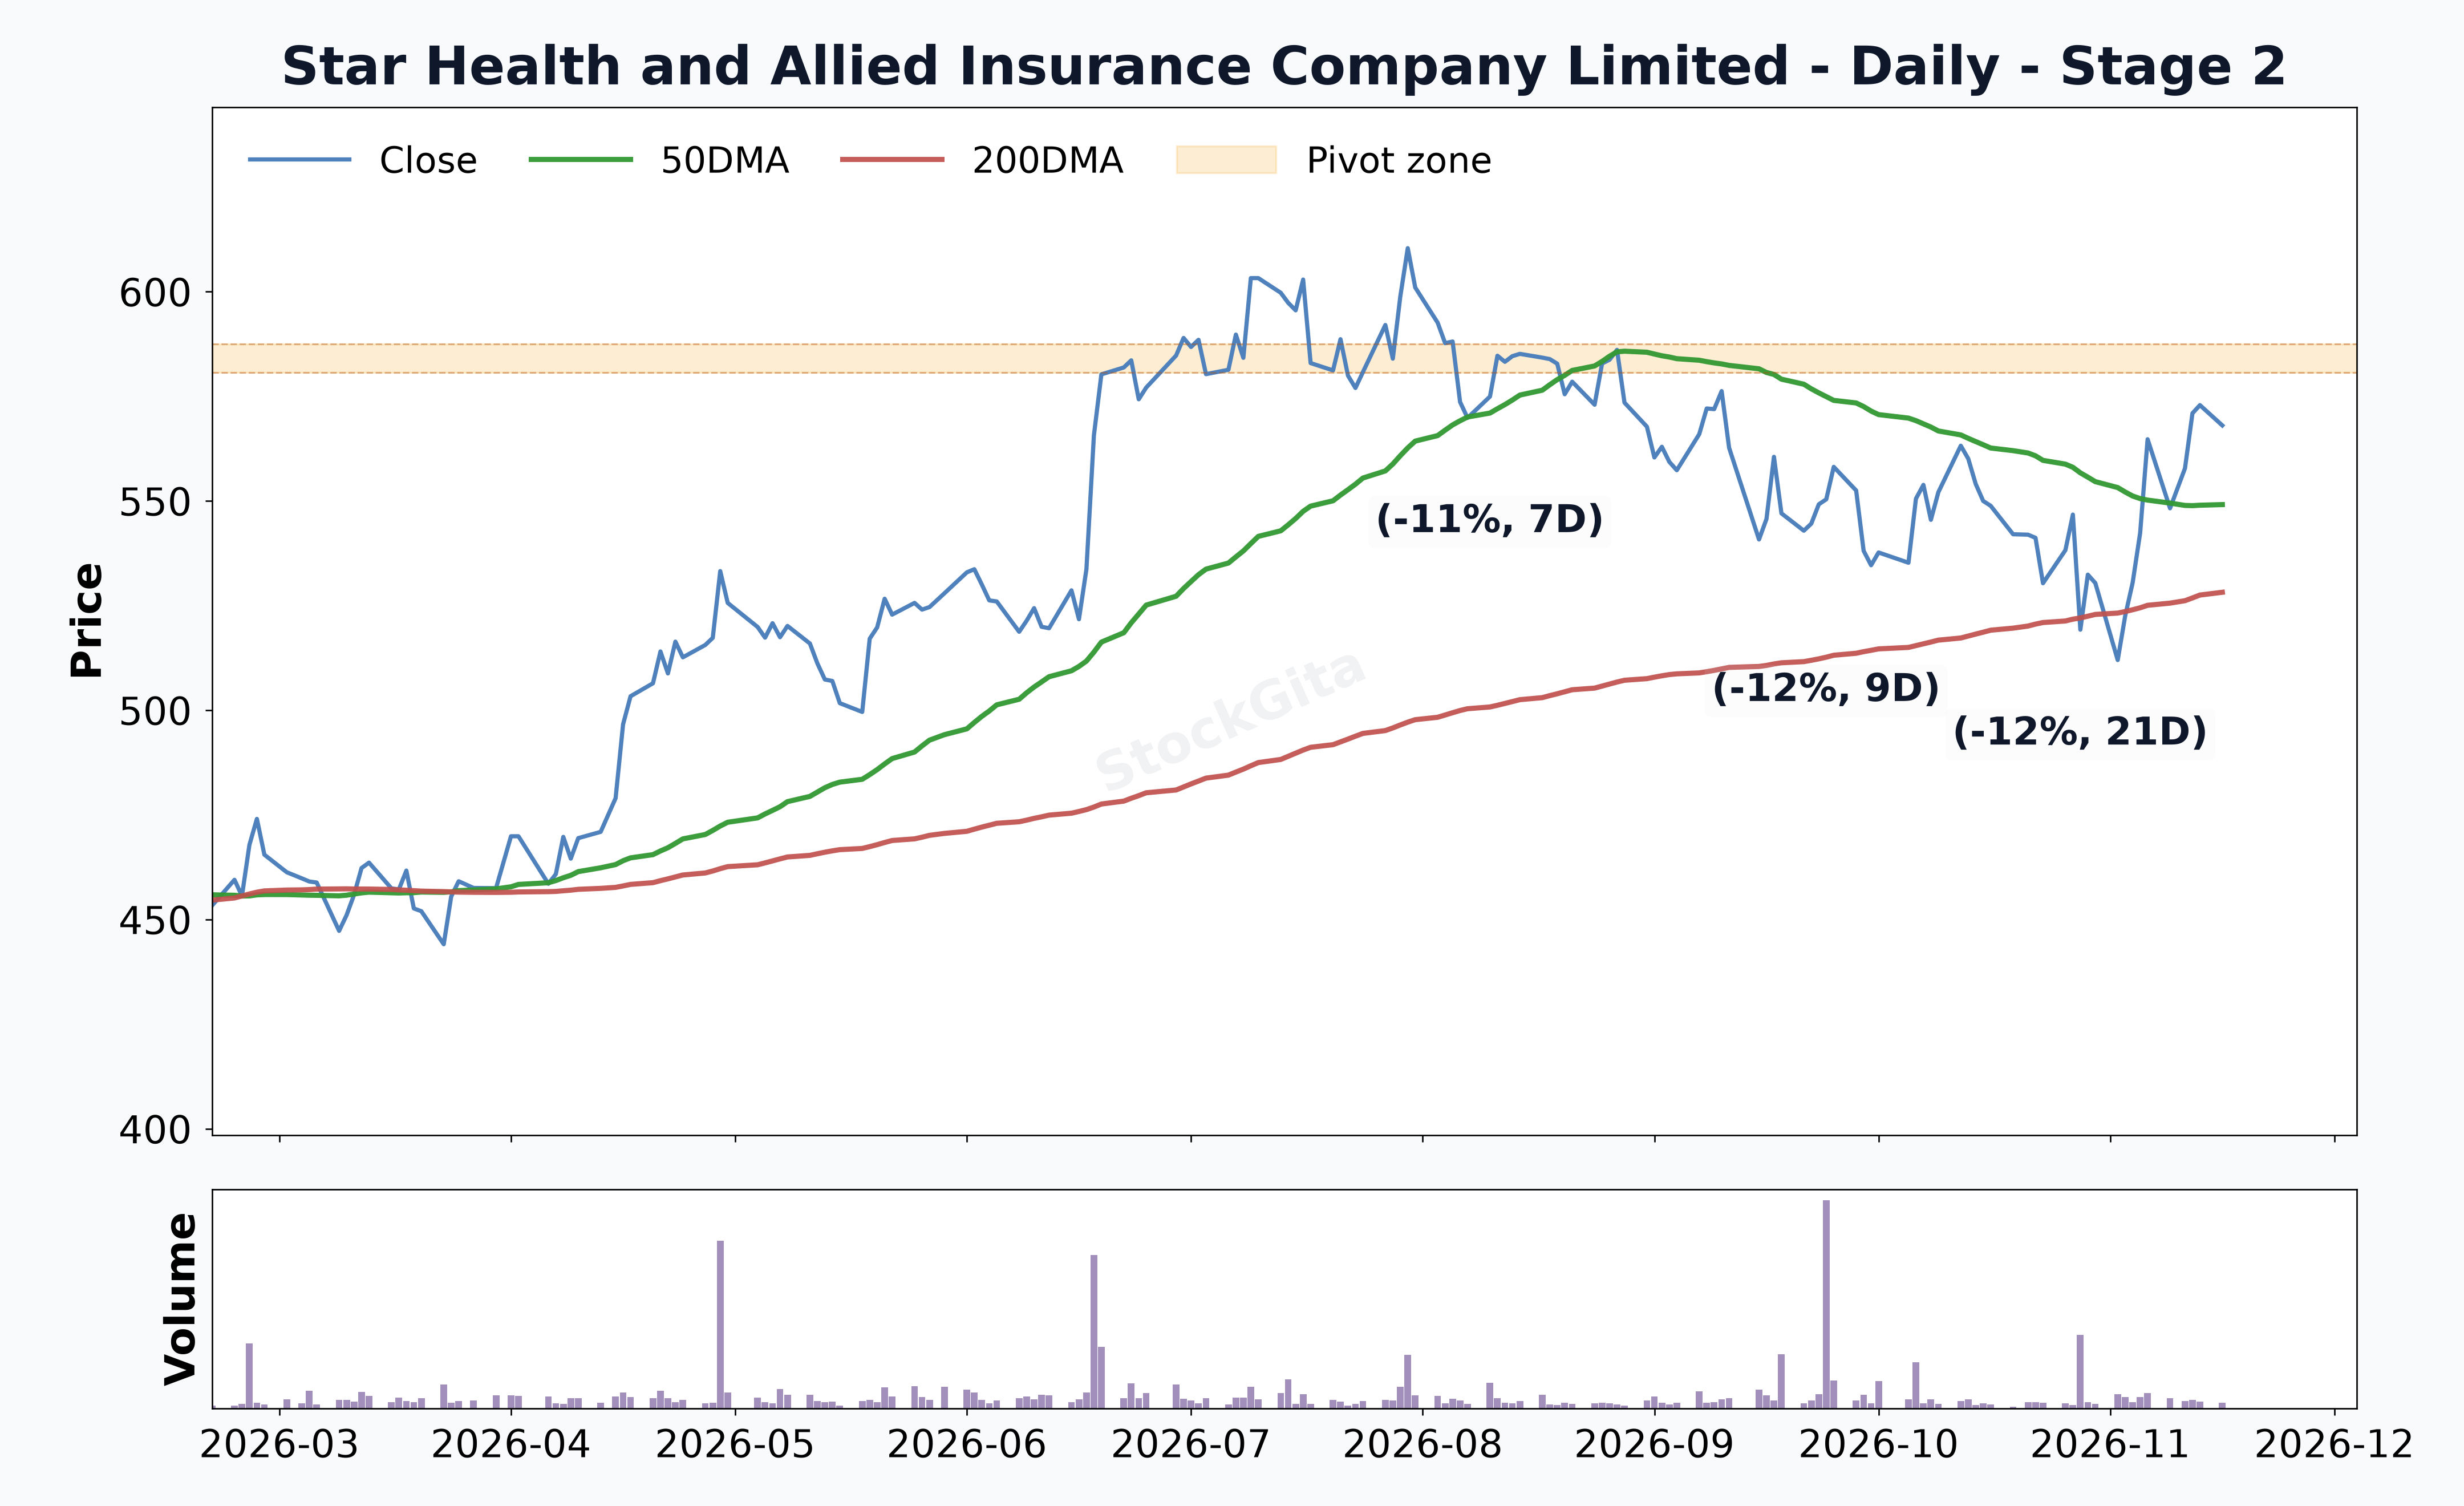 Star Health and Allied Insurance Company Limited - Daily - Stage 2
Close 50DMA 200DMA Pivot zone
Price
600
550
500
450
400
(-11%, 7D)
(-12%, 9D)
(-12%, 21D)
StockGita
Volume
2026-03 2026-04 2026-05 2026-06 2026-07 2026-08 2026-09 2026-10 2026-11 2026-12